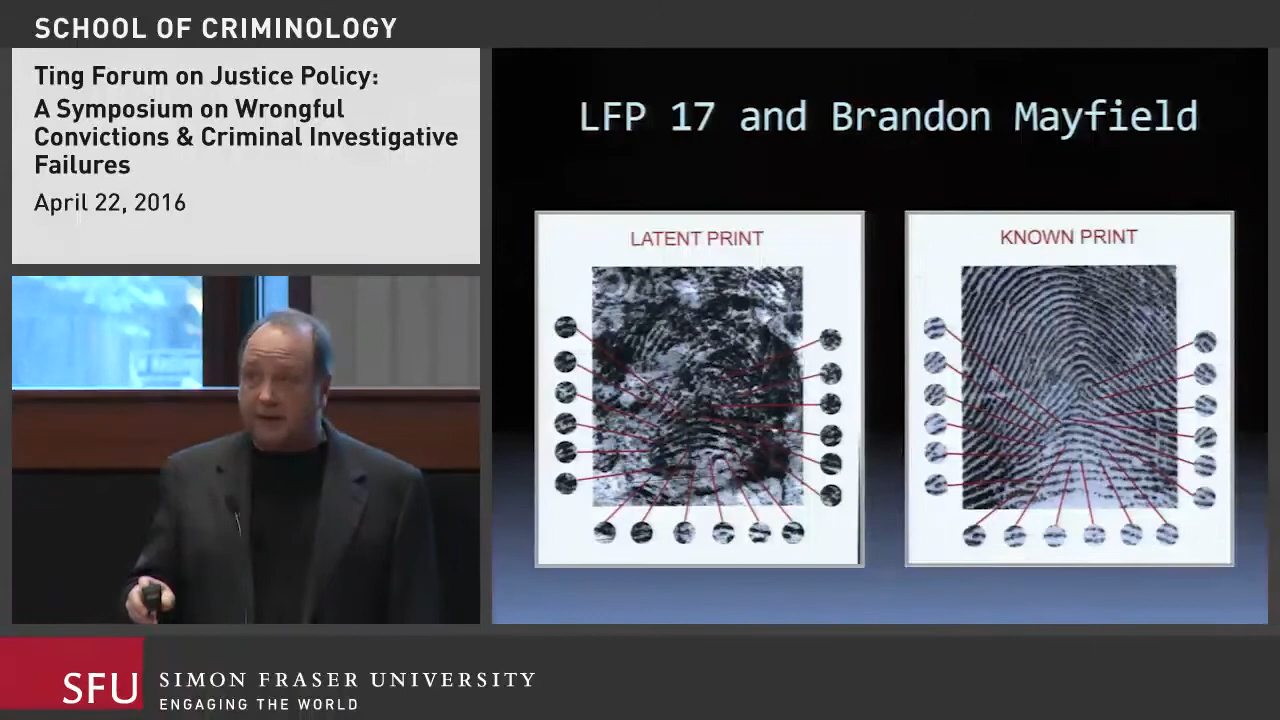 SCHOOL OF CRIMINOLOGY
Ting Forum on Justice Policy:
A Symposium on Wrongful
Convictions & Criminal Investigative
Failures
April 22, 2016
LFP 17 and Brandon Mayfield
LATENT PRINT
KNOWN PRINT
SFU
SIMON FRASER UNIVERSITY
ENGAGING THE WORLD